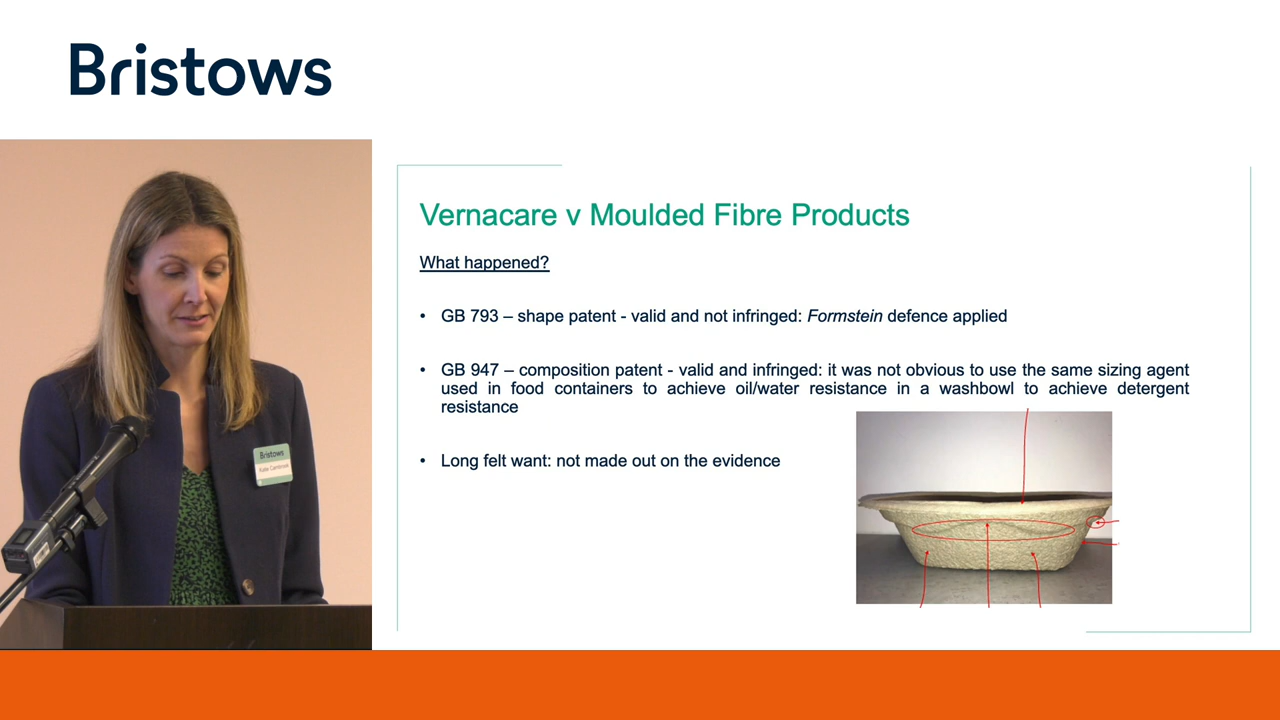 Bristows
Vernacare v Moulded Fibre Products
What happened?
• GB 793 – shape patent - valid and not infringed: Formstein defence applied
• GB 947 – composition patent - valid and infringed: it was not obvious to use the same sizing agent
used in food containers to achieve oil/water resistance in a washbowl to achieve detergent
resistance
• Long felt want: not made out on the evidence
Bristows
Kate Cambrook